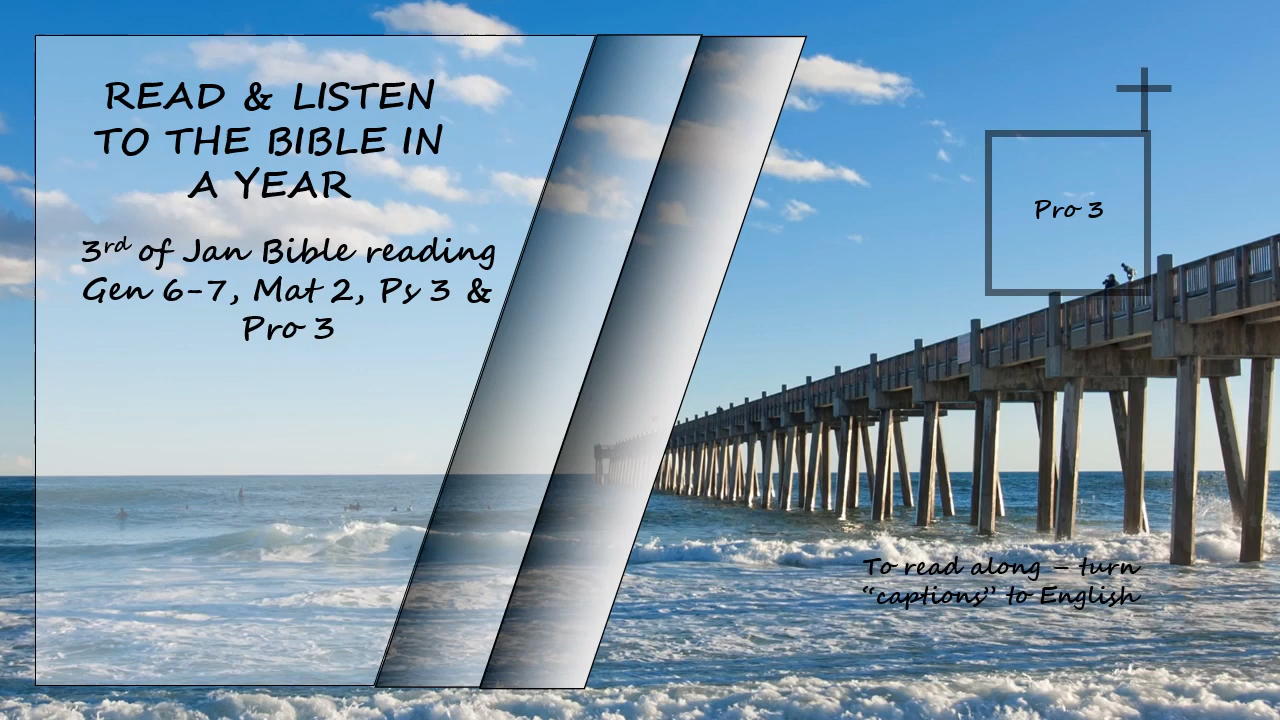 READ & LISTEN
TO THE BIBLE IN
A YEAR
3rd of Jan Bible reading
Gen 6-7, Mat 2, Ps 3 &
Pro 3
Pro 3
To read along – turn
“captions” to English